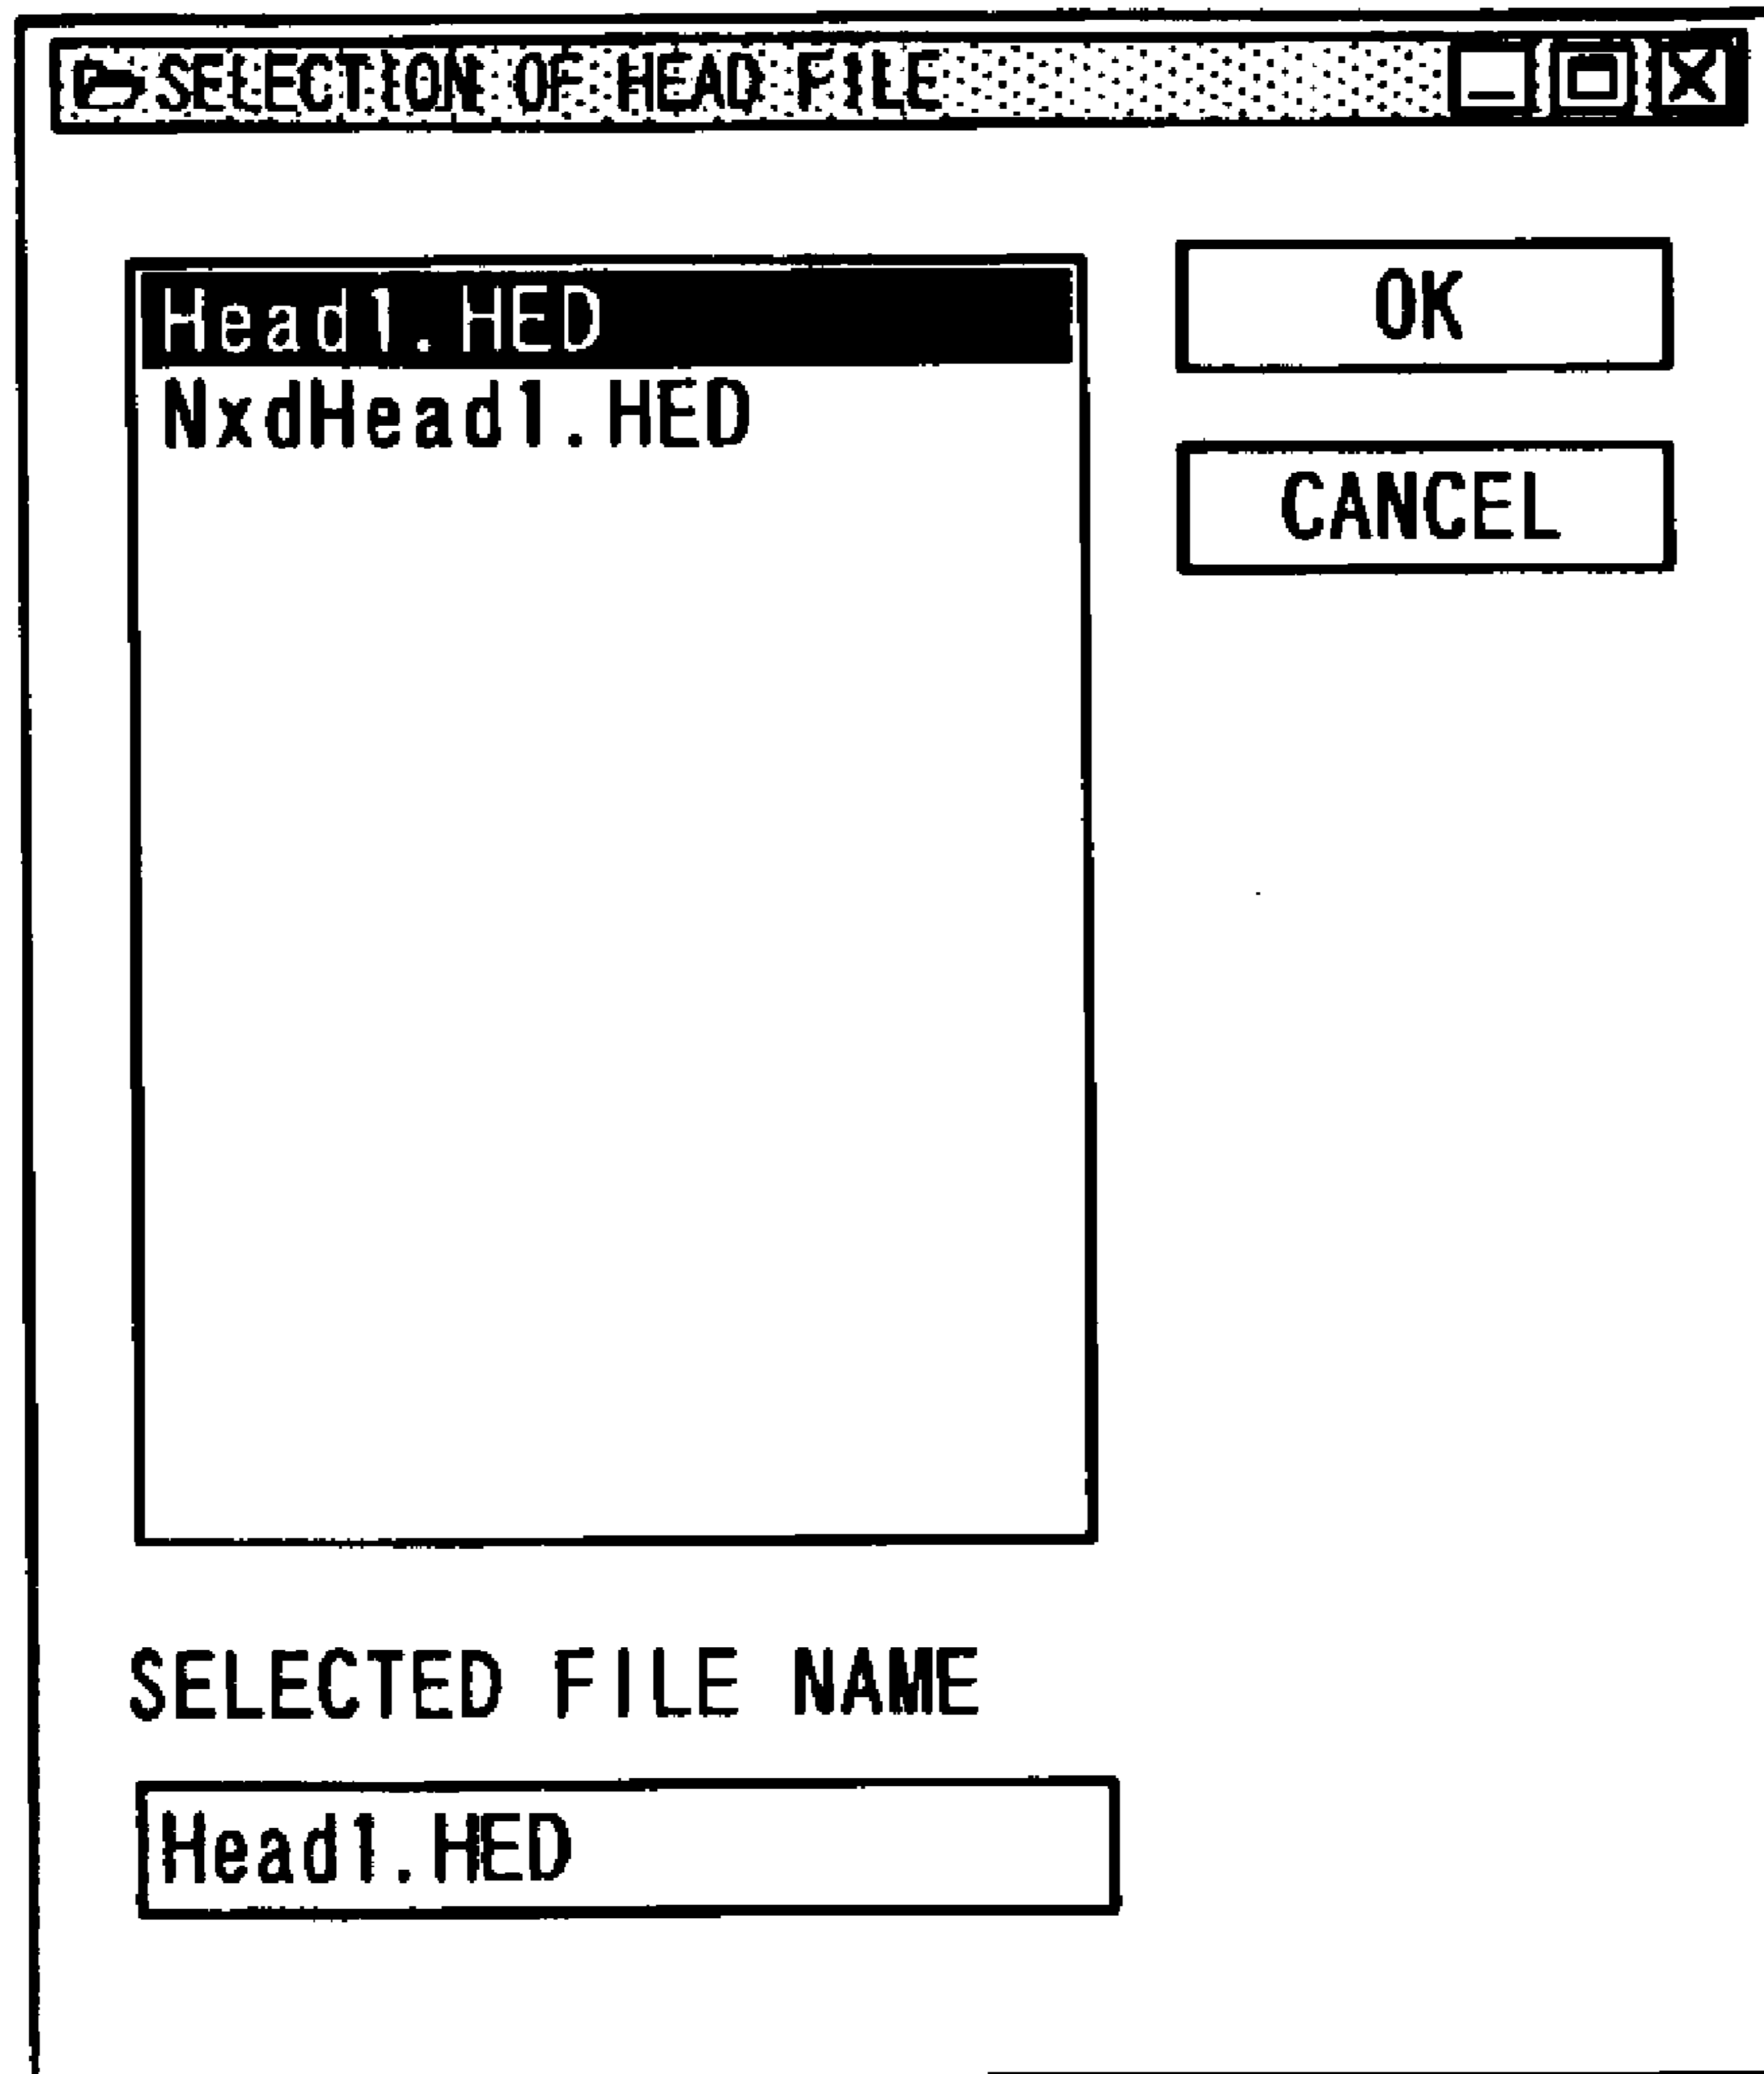 SELECTION OF HEAD FILE
Head1.HED
NxdHead1.HED
OK
CANCEL
SELECTED FILE NAME
Head1.HED